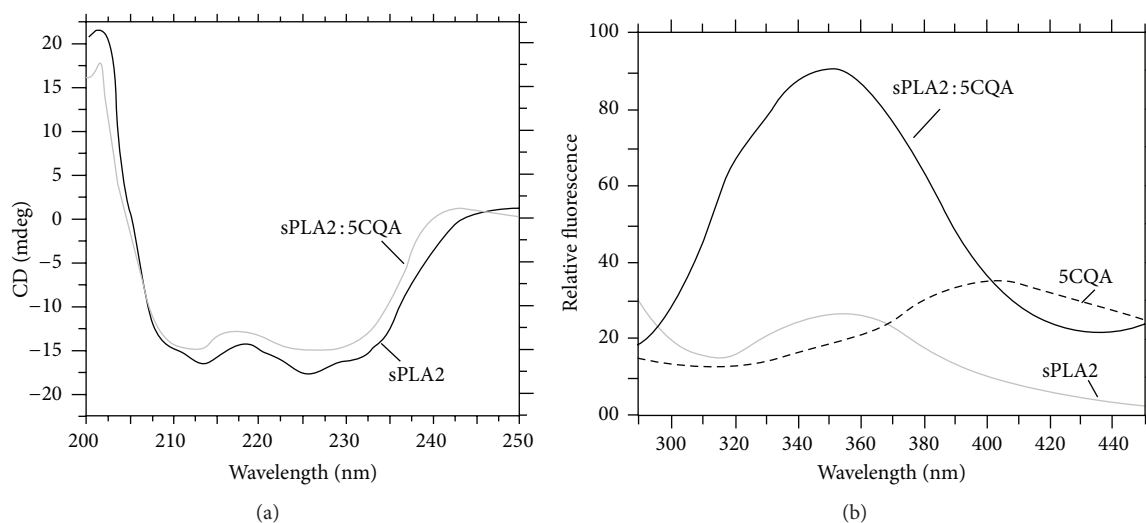 20
15
10
5
0
−5
−10
−15
−20
CD (mdeg)
sPLA2:5CQA
sPLA2
200 210 220 230 240 250
Wavelength (nm)
(a)
100
80
60
40
20
00
Relative fluorescence
sPLA2:5CQA
5CQA
sPLA2
300 320 340 360 380 400 420 440
Wavelength (nm)
(b)